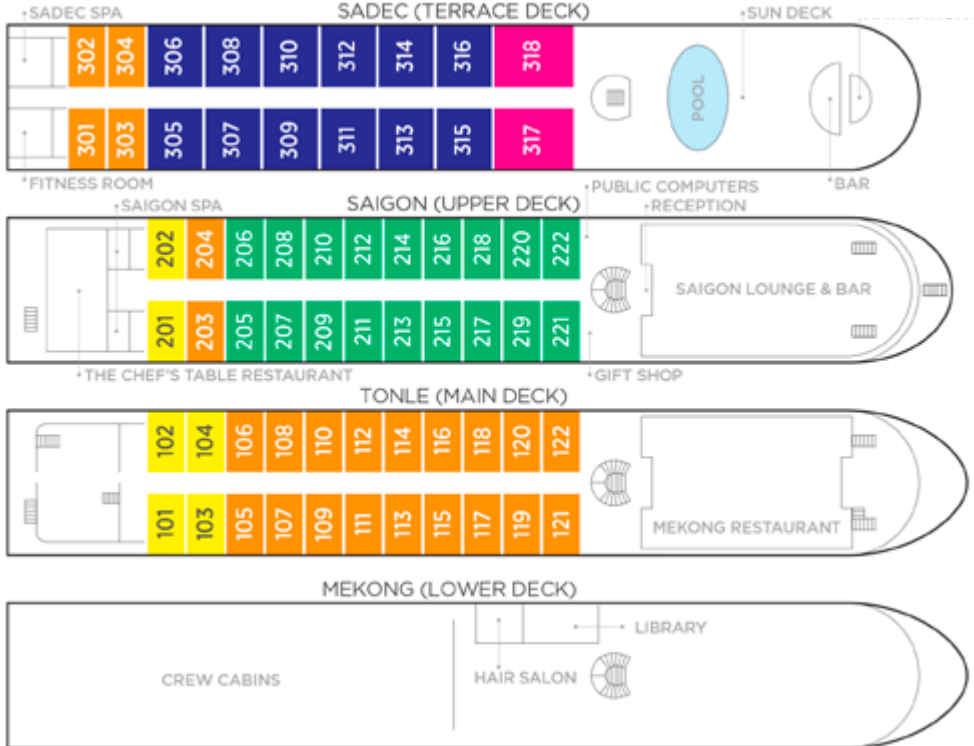 SADEC SPA
SADEC (TERRACE DECK)
SUN DECK
302 304 306 308 310 312 314 316 318
POOL
301 303 305 307 309 311 313 315 317
FITNESS ROOM
BAR
PUBLIC COMPUTERS
SAIGON SPA
SAIGON (UPPER DECK)
RECEPTION
202 204 206 208 210 212 214 216 218 220 222
SAIGON LOUNGE & BAR
201 203 205 207 209 211 213 215 217 219 221
THE CHEF'S TABLE RESTAURANT
GIFT SHOP
TONLE (MAIN DECK)
102 104 106 108 110 112 114 116 118 120 122
101 103 105 107 109 111 113 115 117 119 121
MEKONG RESTAURANT
MEKONG (LOWER DECK)
LIBRARY
CREW CABINS
HAIR SALON